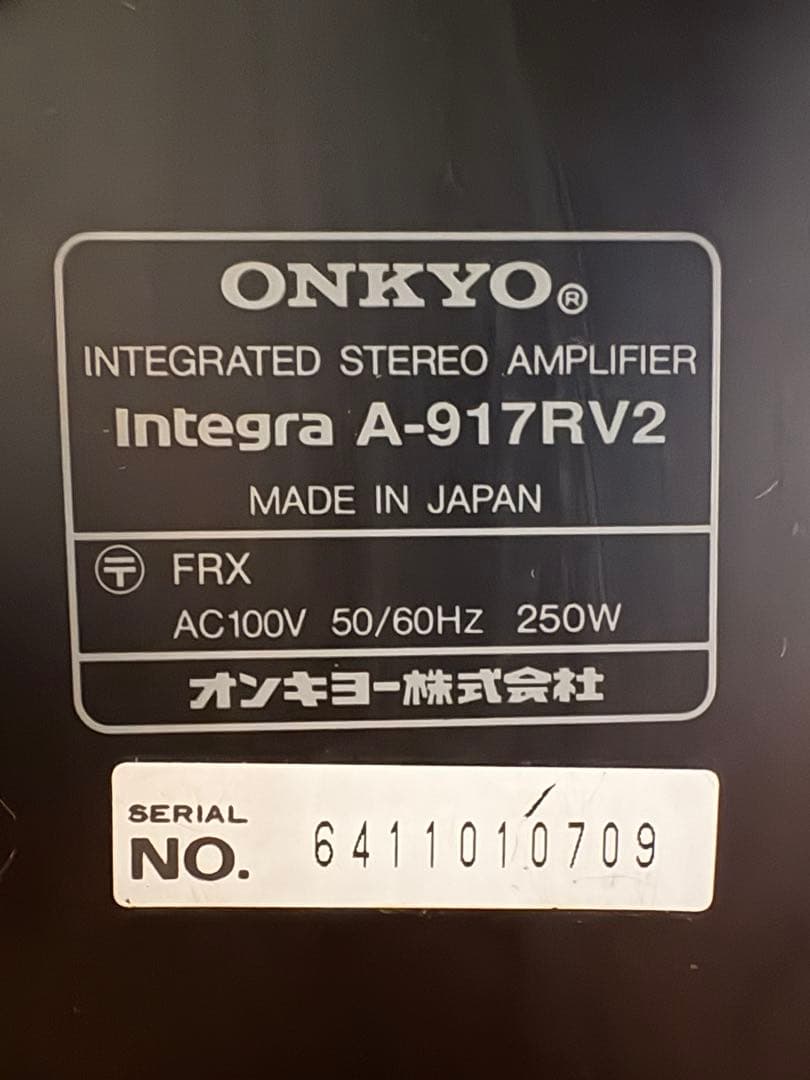 ONKYO®
INTEGRATED STEREO AMPLIFIER
Integra A-917RV2
MADE IN JAPAN
〒 FRX
AC100V 50/60Hz 250W
オンキヨー株式会社
SERIAL
NO. 6411010709